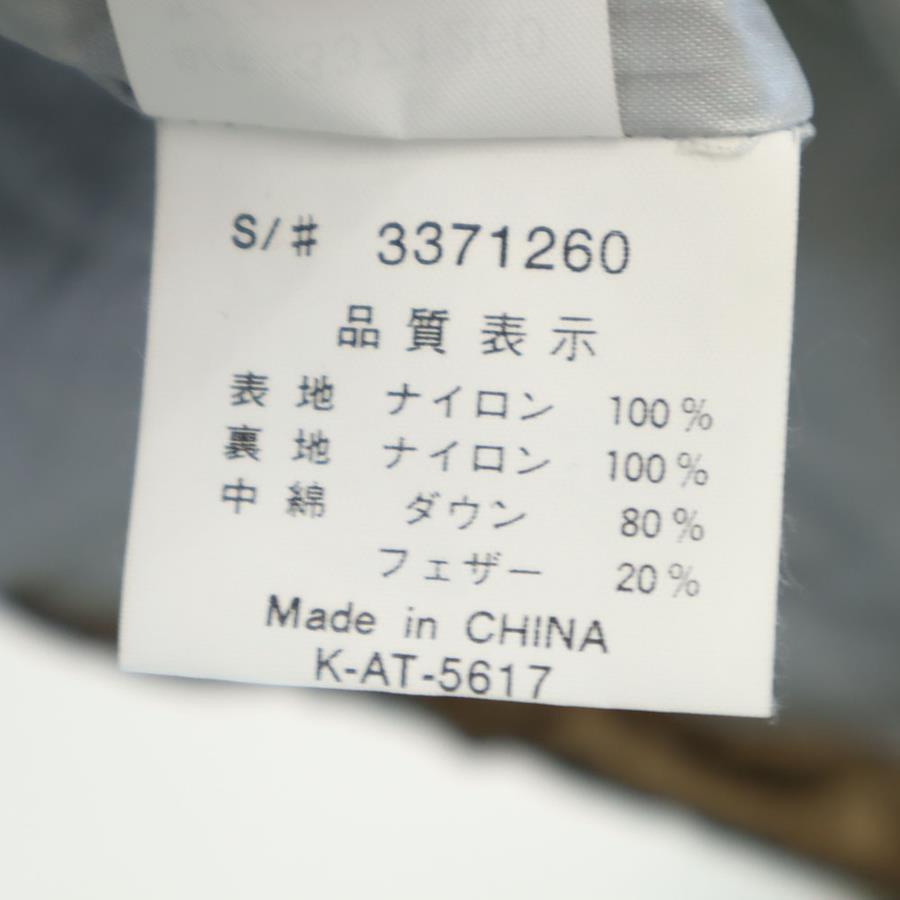 S/# 3371260
品質表示
表地 ナイロン 100%
裏地 ナイロン 100%
中綿 ダウン 80%
フェザー 20%
Made in CHINA
K-AT-5617